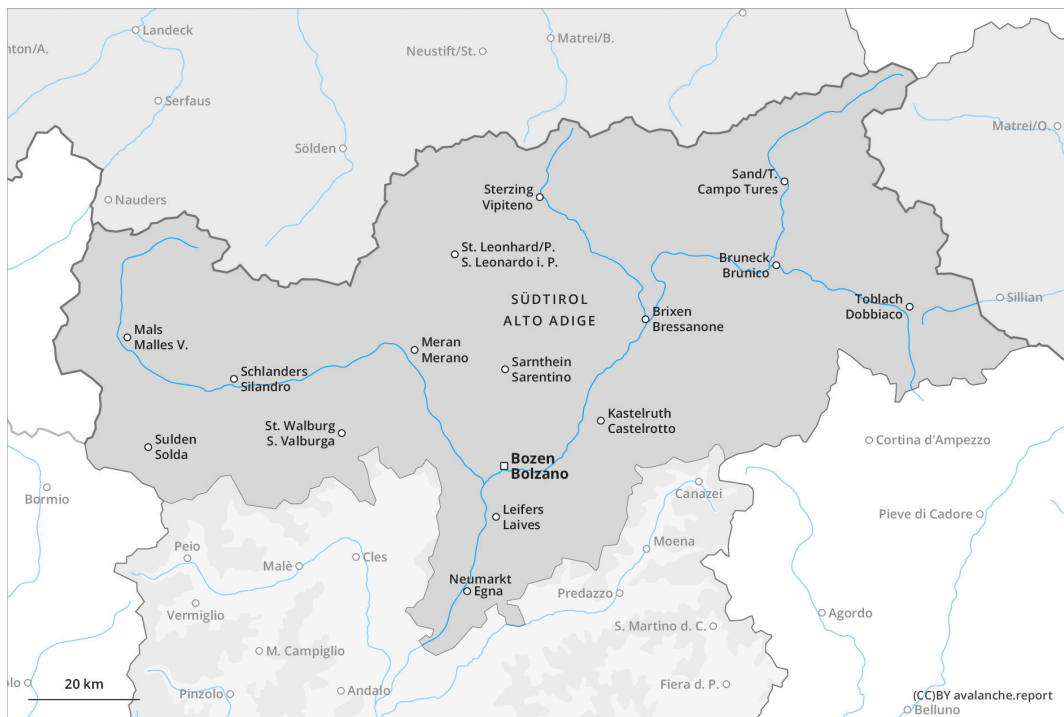 Landeck
nton/A.
Neustift/St.
Matrei/B.
Serfaus
Matrei/O.
Sölden
Sand/T.
Campo Tures
Sterzing
Vipiteno
Nauders
St. Leonhard/P.
S. Leonardo i. P.
Bruneck
Brunico
SÜDTIROL
ALTO ADIGE
Toblach
Dobbiaco
Sillian
Brixen
Bressanone
Mals
Malles V.
Meran
Merano
Sarnthein
Sarentino
Schlanders
Silandro
Kastelruth
Castelrotto
St. Walburg
S. Valburga
Sulden
Solda
Cortina d'Ampezzo
Bozen
Bolzano
Bormio
Canazei
Leifers
Laives
Pieve di Cadore
Moena
Peio
Malè
Cles
Neumarkt
Egna
Predazzo
Vermiglio
Agordo
S. Martino d. C.
M. Campiglio
olo
20 km
Pinzolo
Andalo
Fiera d. P.
(CC)BY avalanche.report
Belluno